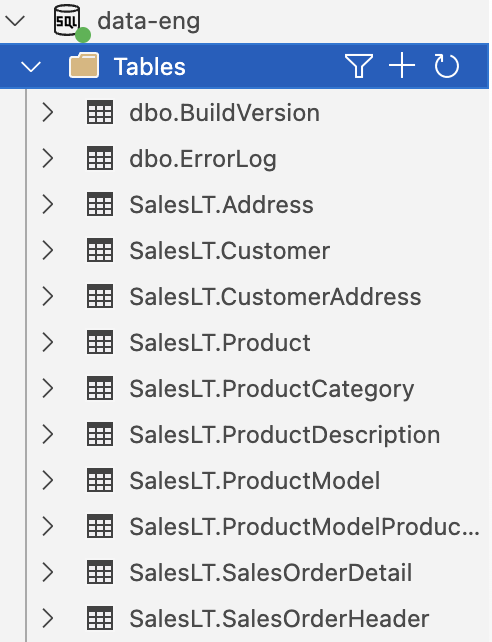 SQL data-eng
Tables
dbo.BuildVersion
dbo.ErrorLog
SalesLT.Address
SalesLT.Customer
SalesLT.CustomerAddress
SalesLT.Product
SalesLT.ProductCategory
SalesLT.ProductDescription
SalesLT.ProductModel
SalesLT.ProductModelProduc...
SalesLT.SalesOrderDetail
SalesLT.SalesOrderHeader